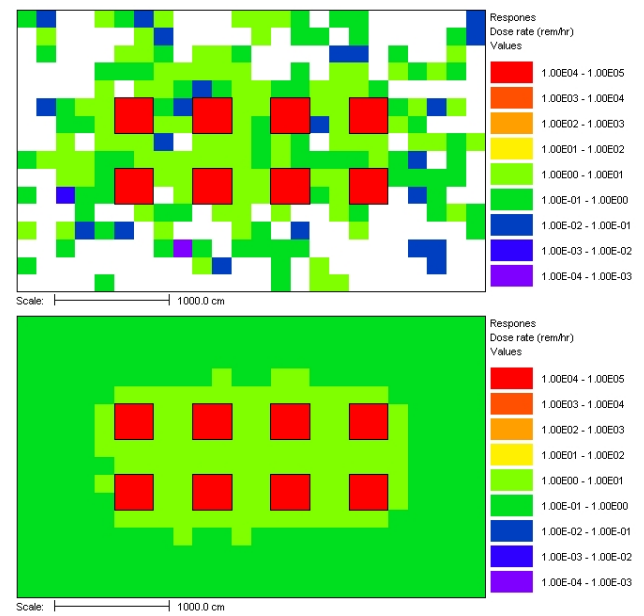 Respones
Dose rate (rem/hr)
Values
1.00E04 - 1.00E05
1.00E03 - 1.00E04
1.00E02 - 1.00E03
1.00E01 - 1.00E02
1.00E00 - 1.00E01
1.00E-01 - 1.00E00
1.00E-02 - 1.00E-01
1.00E-03 - 1.00E-02
1.00E-04 - 1.00E-03
Scale: 1000.0 cm
Respones
Dose rate (rem/hr)
Values
1.00E04 - 1.00E05
1.00E03 - 1.00E04
1.00E02 - 1.00E03
1.00E01 - 1.00E02
1.00E00 - 1.00E01
1.00E-01 - 1.00E00
1.00E-02 - 1.00E-01
1.00E-03 - 1.00E-02
1.00E-04 - 1.00E-03
Scale: 1000.0 cm